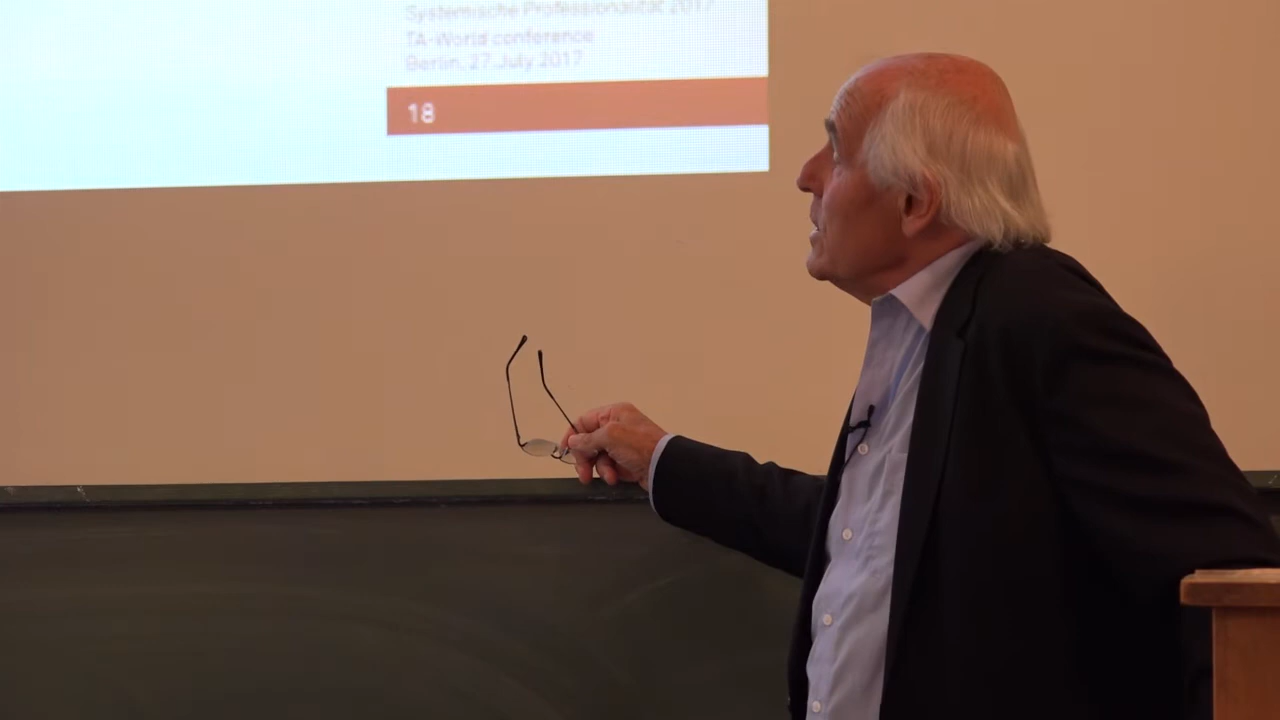 Systemische Professionalität 2017
TA-World conference
Berlin, 27.July 2017
18